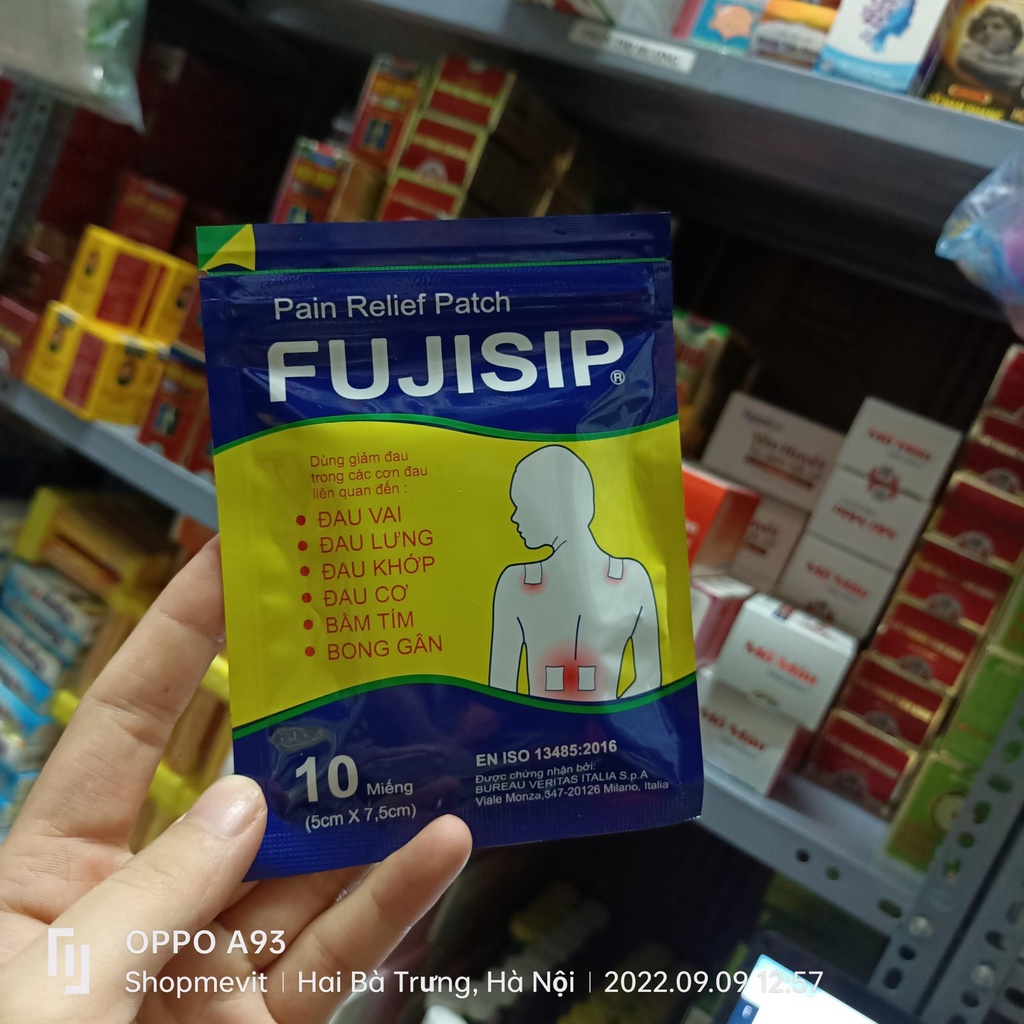 Pain Relief Patch
FUJISIP®
Dùng giảm đau
trong các cơn đau
liên quan đến :
• ĐAU VAI
• ĐAU LƯNG
• ĐAU KHỚP
• ĐAU CƠ
• BẦM TÍM
• BONG GÂN
10 Miếng
(5cm X 7,5cm)
EN ISO 13485:2016
Được chứng nhận bởi:
BUREAU VERITAS ITALIA S.p.A
Viale Monza,347-20126 Milano, Italia
OPPO A93
Shopmevit | Hai Bà Trưng, Hà Nội | 2022.09.09 12:57